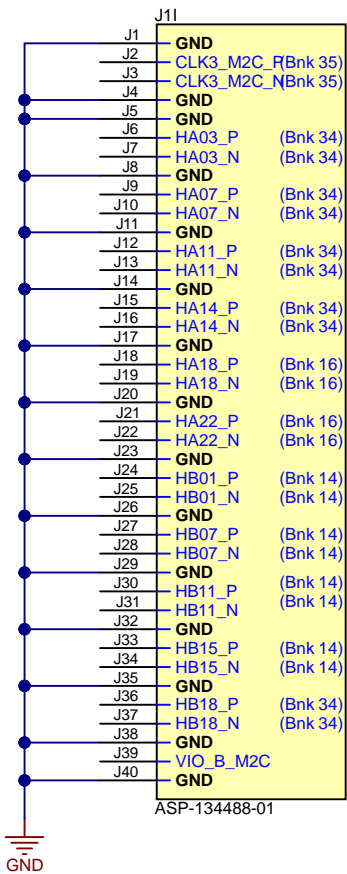 J1I
J1 GND
J2 CLK3_M2C_P (Bnk 35)
J3 CLK3_M2C_N (Bnk 35)
J4 GND
J5 GND
J6 HA03_P (Bnk 34)
J7 HA03_N (Bnk 34)
J8 GND
J9 HA07_P (Bnk 34)
J10 HA07_N (Bnk 34)
J11 GND
J12 HA11_P (Bnk 34)
J13 HA11_N (Bnk 34)
J14 GND
J15 HA14_P (Bnk 34)
J16 HA14_N (Bnk 34)
J17 GND
J18 HA18_P (Bnk 16)
J19 HA18_N (Bnk 16)
J20 GND
J21 HA22_P (Bnk 16)
J22 HA22_N (Bnk 16)
J23 GND
J24 HB01_P (Bnk 14)
J25 HB01_N (Bnk 14)
J26 GND
J27 HB07_P (Bnk 14)
J28 HB07_N (Bnk 14)
J29 GND
J30 HB11_P (Bnk 14)
J31 HB11_N (Bnk 14)
J32 GND
J33 HB15_P (Bnk 14)
J34 HB15_N (Bnk 14)
J35 GND
J36 HB18_P (Bnk 34)
J37 HB18_N (Bnk 34)
J38 GND
J39 VIO_B_M2C
J40 GND
ASP-134488-01
GND